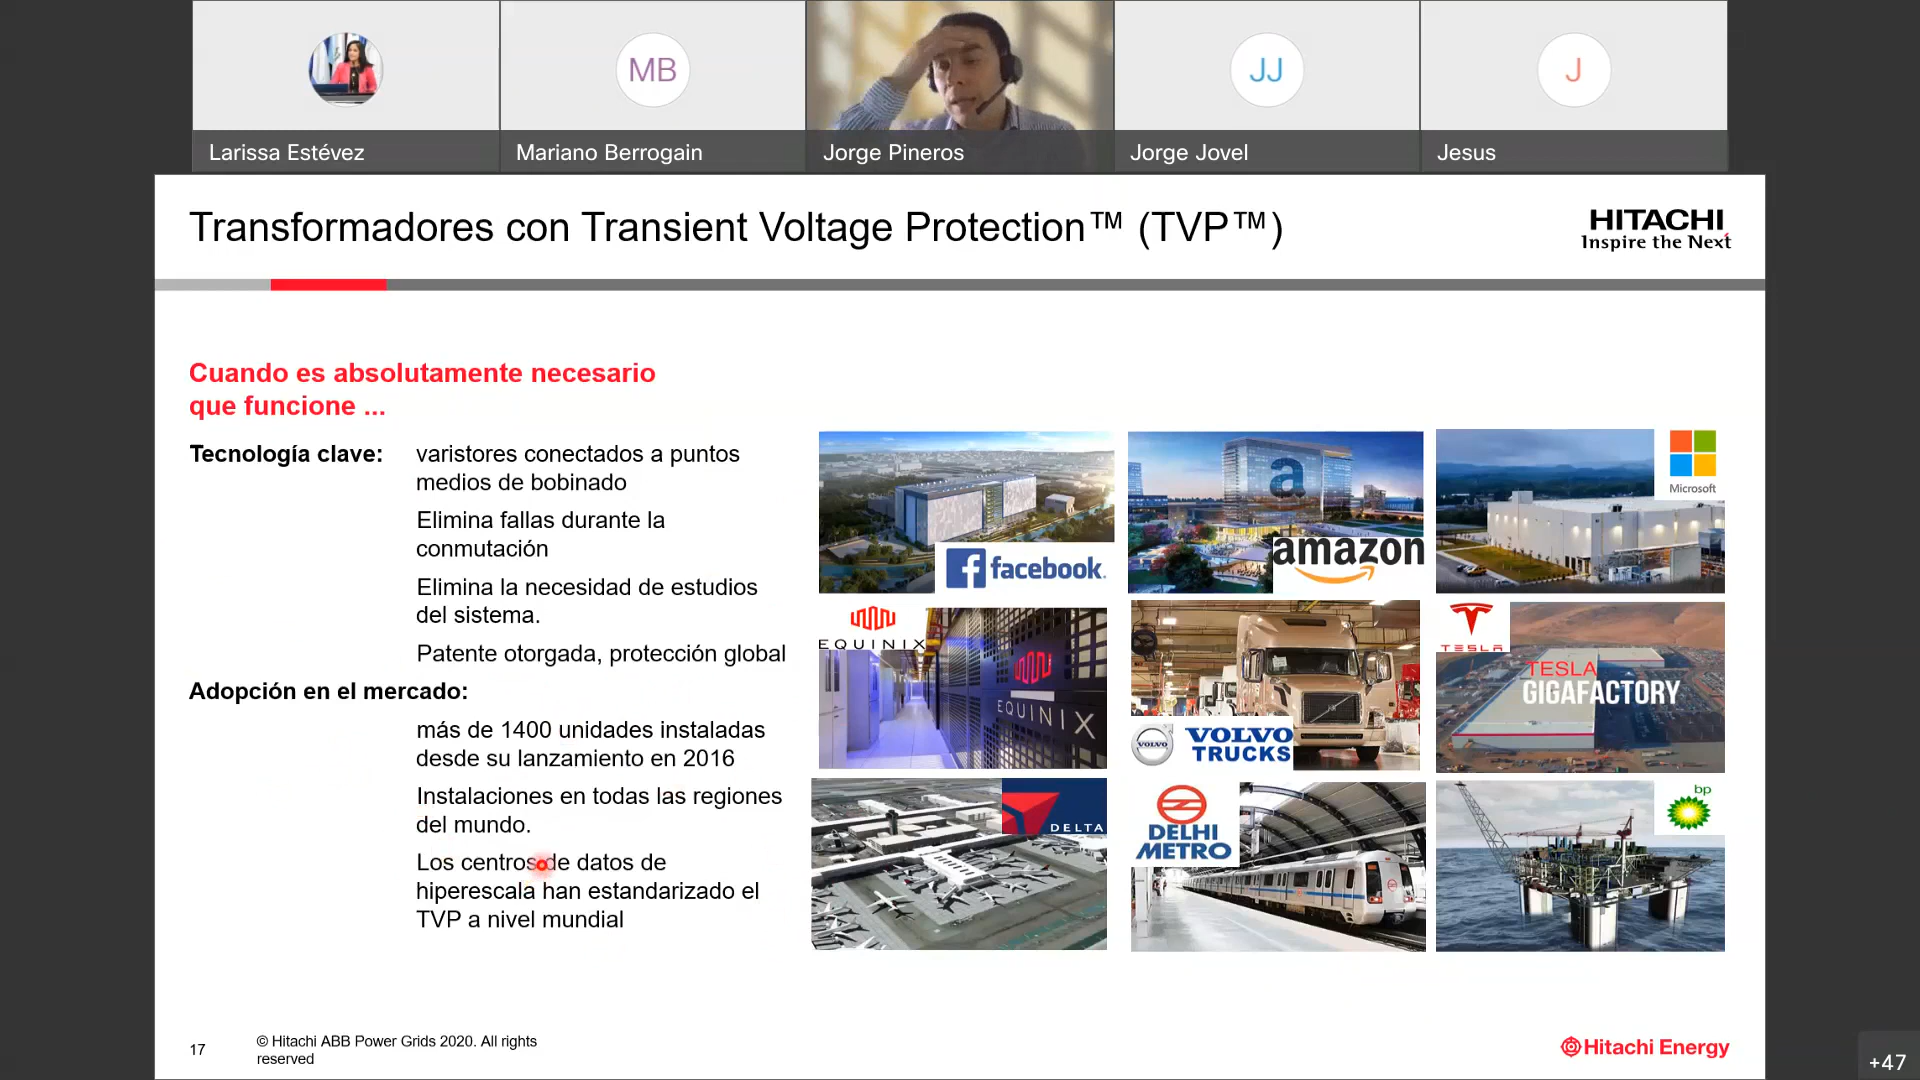 MB
JJ
J
Larissa Estévez
Mariano Berrogain
Jorge Pineros
Jorge Jovel
Jesus
Transformadores con Transient Voltage Protection™ (TVP™)
HITACHI
Inspire the Next
Cuando es absolutamente necesario
que funcione ...
Tecnología clave:
varistores conectados a puntos
medios de bobinado
Elimina fallas durante la
conmutación
Elimina la necesidad de estudios
del sistema.
Patente otorgada, protección global
Adopción en el mercado:
más de 1400 unidades instaladas
desde su lanzamiento en 2016
Instalaciones en todas las regiones
del mundo.
Los centros de datos de
hiperescala han estandarizado el
TVP a nivel mundial
facebook.
a
amazon
Microsoft
EQUINIX
EQUINIX
VOLVO
VOLVO
TRUCKS
TESLA
TESLA
GIGAFACTORY
DELTA
DELHI
METRO
bp
17
© Hitachi ABB Power Grids 2020. All rights
reserved
Hitachi Energy
+47